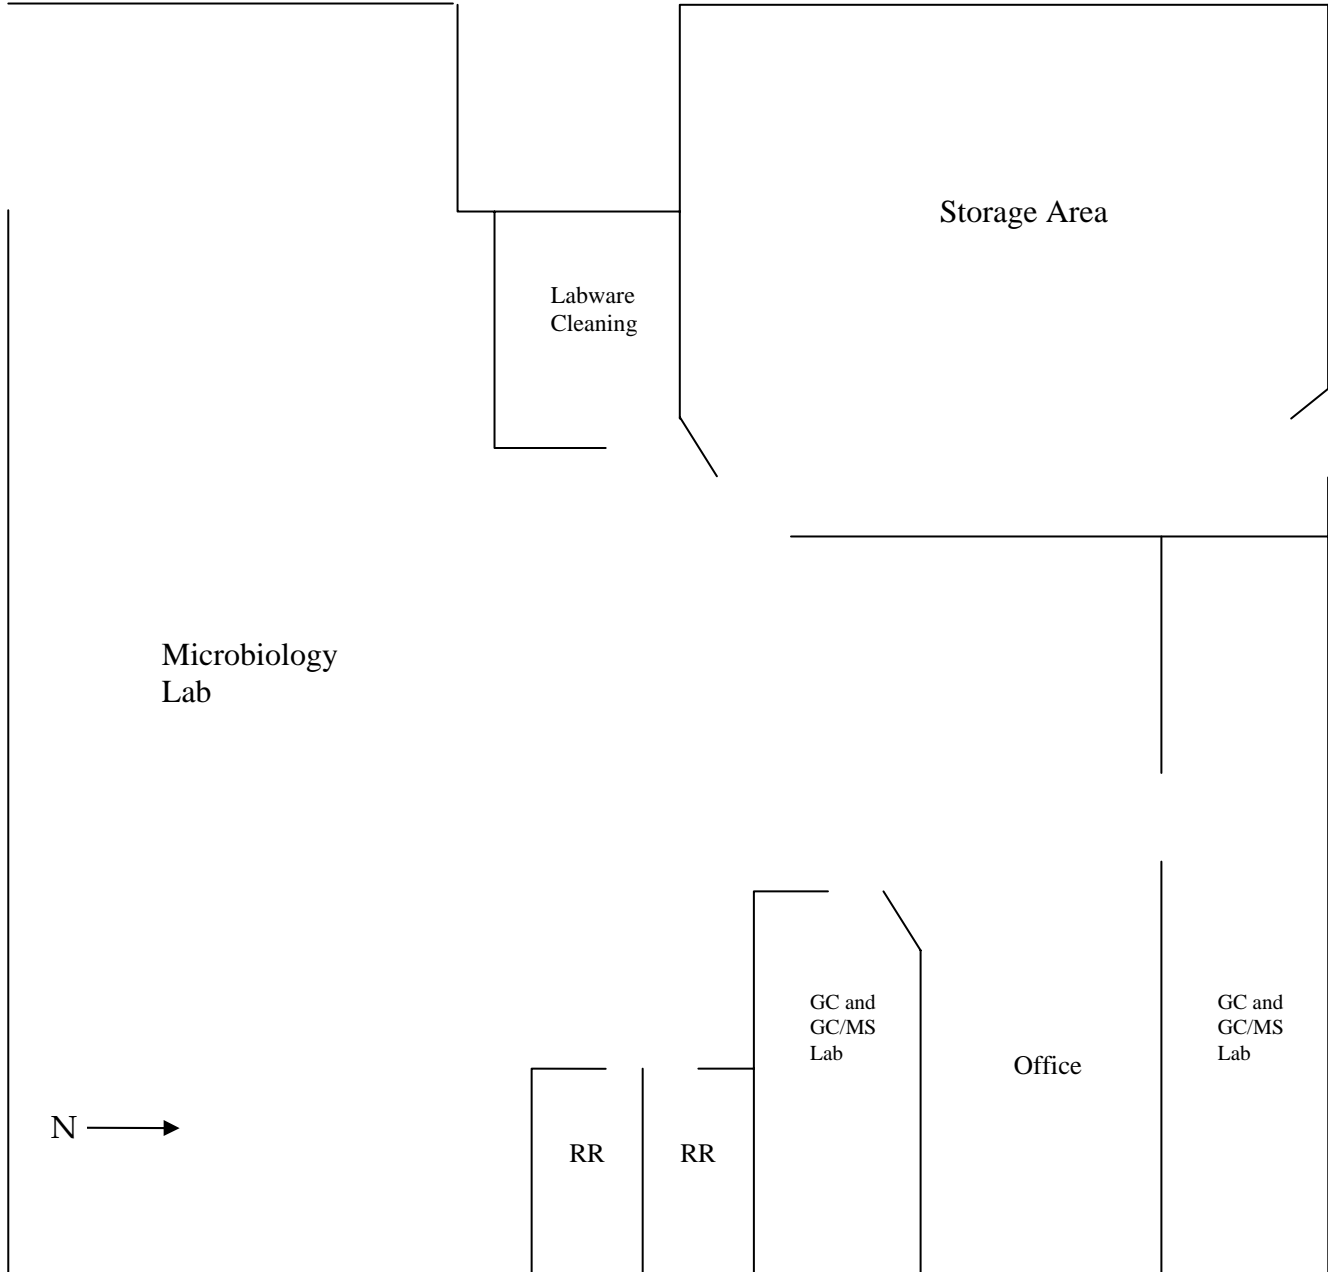 Storage Area
Labware
Cleaning
Microbiology
Lab
GC and
GC/MS
Lab
GC and
GC/MS
Lab
Office
N
RR
RR